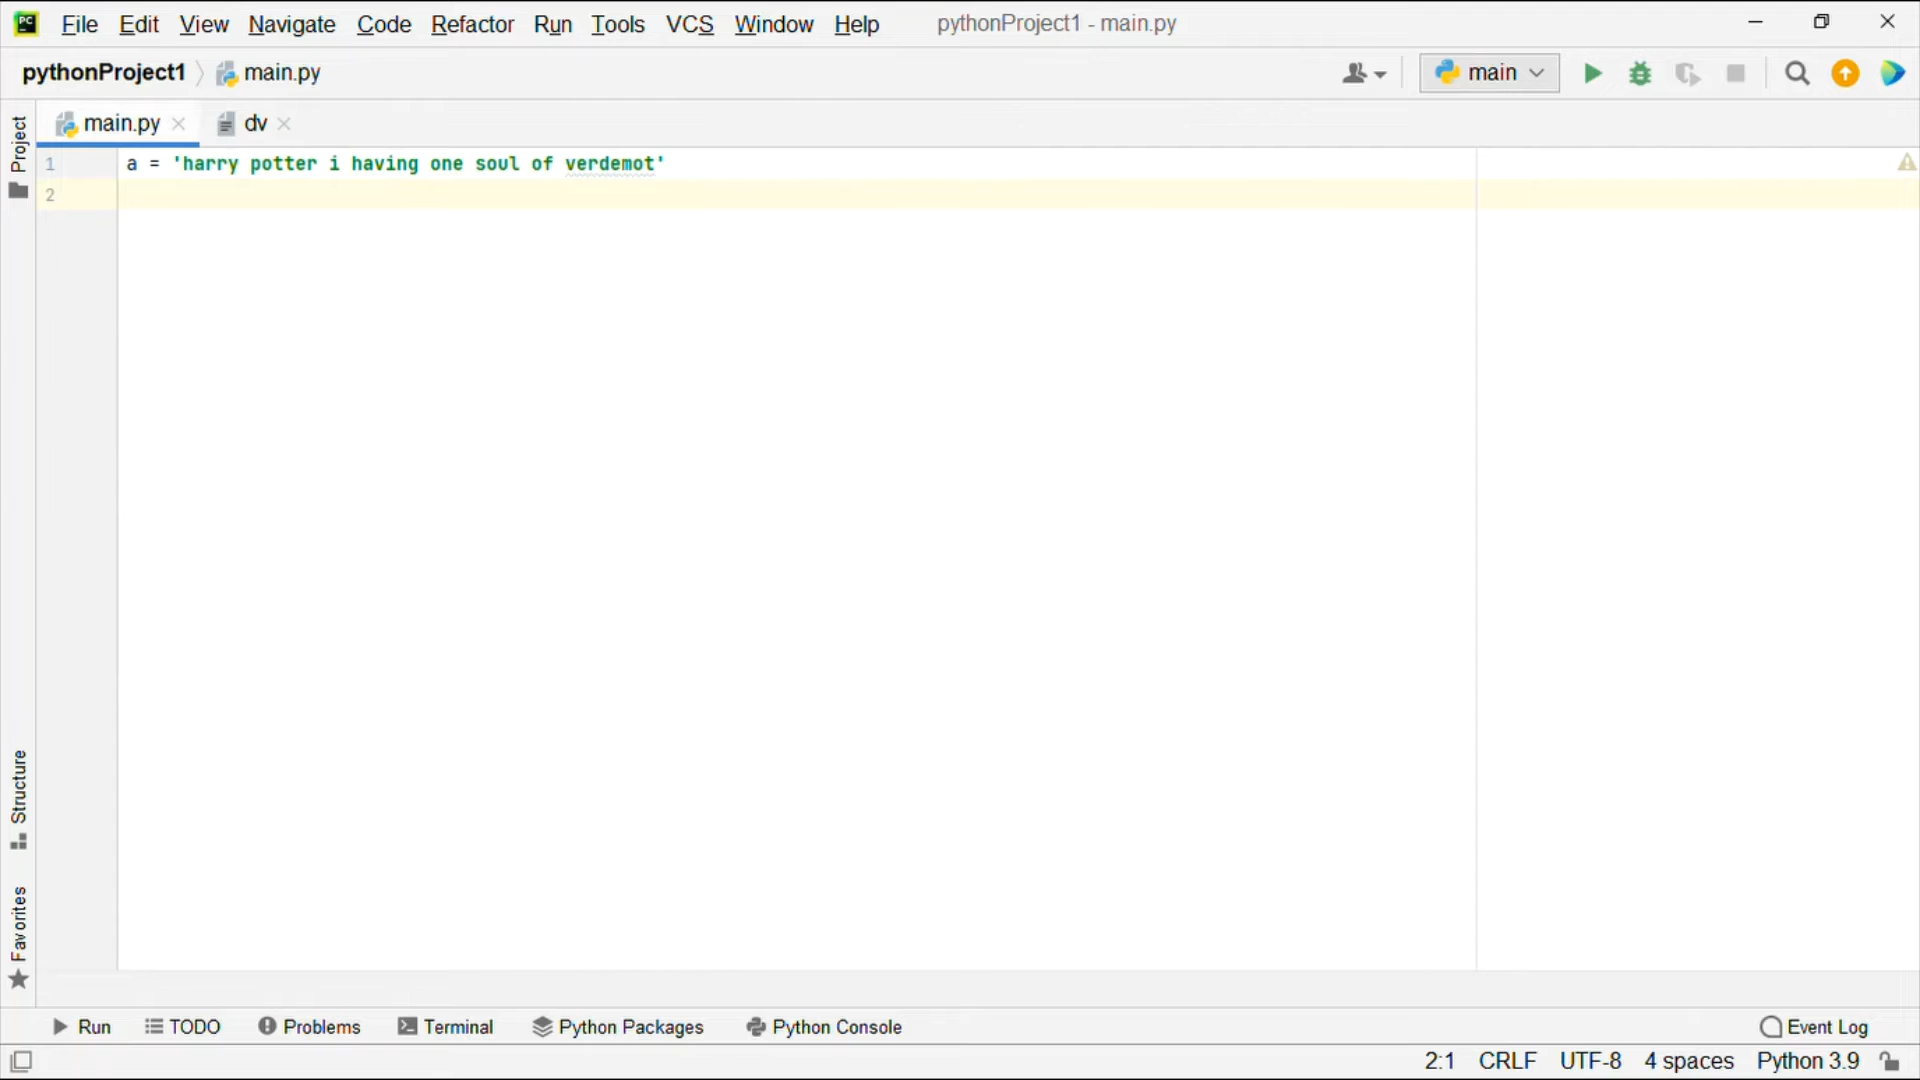 PC File Edit View Navigate Code Refactor Run Tools VCS Window Help pythonProject1 - main.py
pythonProject1 main.py main
main.py dv
Project
1 a = 'harry potter i having one soul of verdemot'
2
Structure
Favorites
Run TODO Problems Terminal Python Packages Python Console Event Log
2:1 CRLF UTF-8 4 spaces Python 3.9